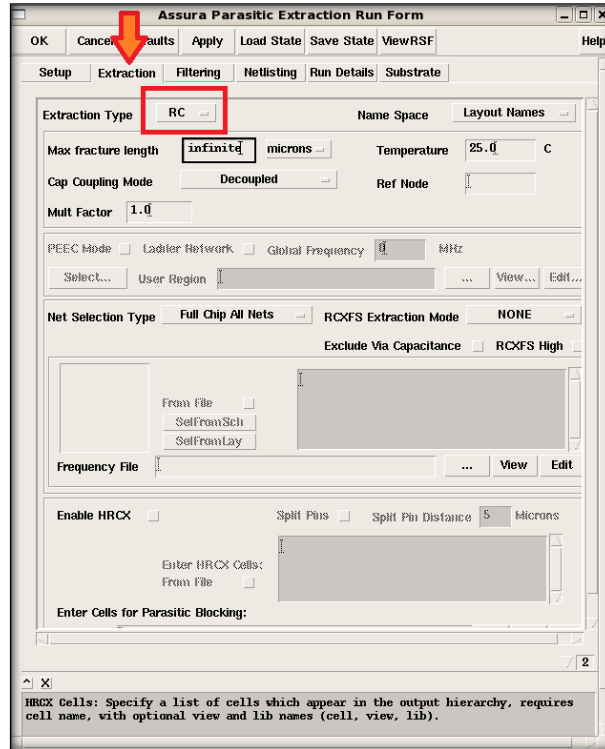 Assura Parasitic Extraction Run Form
OK Cancel aults Apply Load State Save State ViewRSF Help
Setup Extraction Filtering Netlisting Run Details Substrate
Extraction Type RC Name Space Layout Names
Max fracture length infinite microns Temperature 25.0 C
Cap Coupling Mode Decoupled Ref Node
Mult Factor 1.0
PEEC Mode Ladder Network Global Frequency 0 MHz
Select... User Region ... View... Edit...
Net Selection Type Full Chip All Nets RCXFS Extraction Mode NONE
Exclude Via Capacitance RCXFS High
From File
SelFromSch
SelFromLay
Frequency File ... View Edit
Enable HRCX Split Pins Split Pin Distance 5 Microns
Enter HRCX Cells:
From File
Enter Cells for Parasitic Blocking:
2
^ X
HRCX Cells: Specify a list of cells which appear in the output hierarchy, requires
cell name, with optional view and lib names (cell, view, lib).